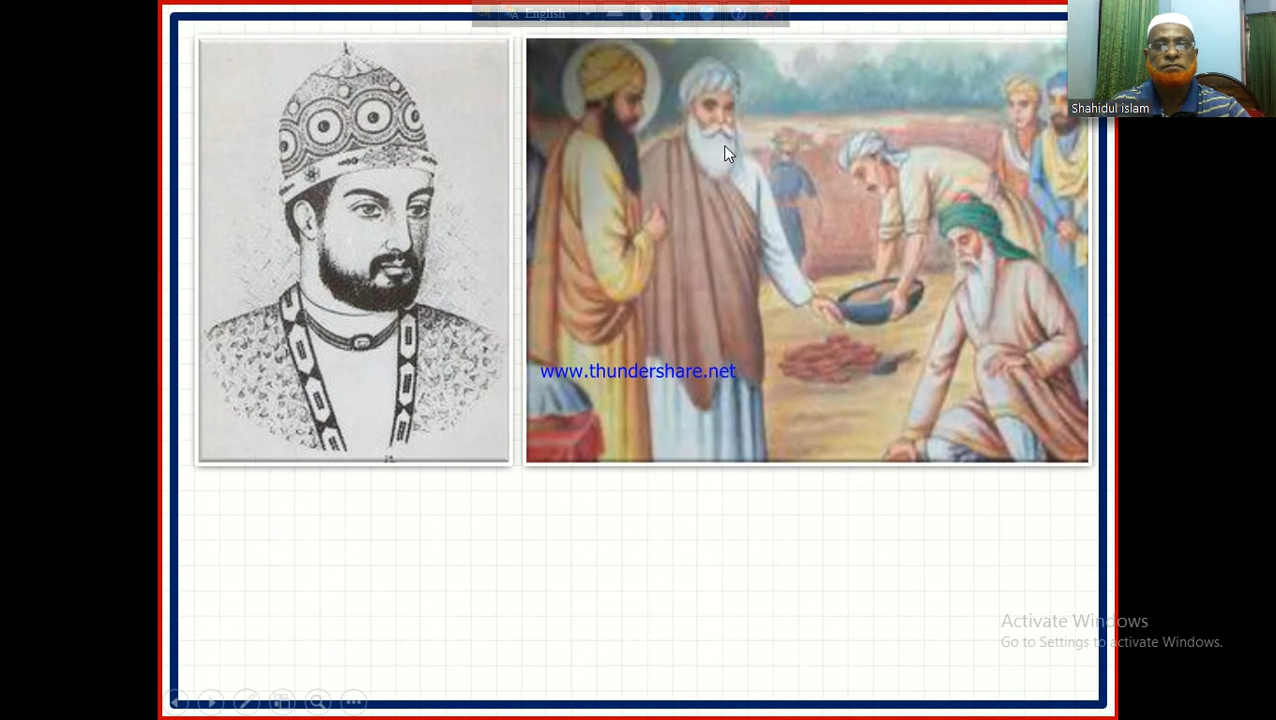 English
Shahidul islam
www.thundershare.net
Activate Windows
Go to Settings to activate Windows.